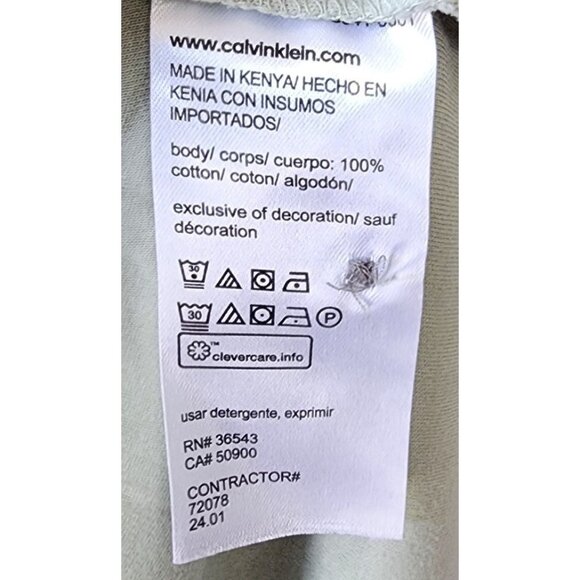 www.calvinklein.com
MADE IN KENYA/ HECHO EN
KENIA CON INSUMOS
IMPORTADOS/
body/ corps/ cuerpo: 100%
cotton/ coton/ algodón/
exclusive of decoration/ sauf
décoration
30
30 P
clevercare.info
usar detergente, exprimir
RN# 36543
CA# 50900
CONTRACTOR#
72078
24.01